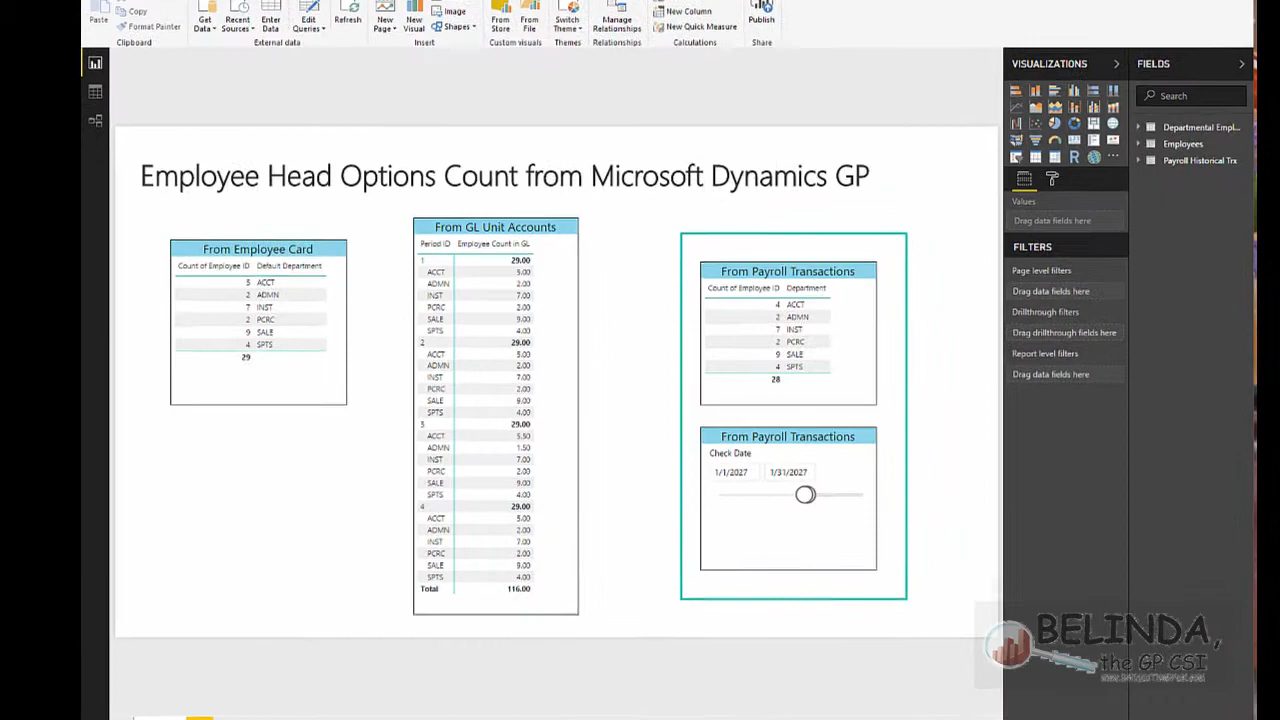 Paste
Copy
Format Painter
Clipboard
Get Data
Recent Sources
Enter Data
Edit Queries
External data
Refresh
New Page
New Visual
Image
Shapes
Insert
From Store
From File
Custom visuals
Switch Theme
Themes
Manage Relationships
Relationships
New Column
New Quick Measure
Calculations
Publish
Share
Employee Head Options Count from Microsoft Dynamics GP
From Employee Card
Count of Employee ID Default Department
5 ACCT
2 ADMN
7 INST
2 PCRC
9 SALE
4 SPTS
29
From GL Unit Accounts
Period ID Employee Count in GL
1 29.00
ACCT 5.00
ADMN 2.00
INST 7.00
PCRC 2.00
SALE 9.00
SPTS 4.00
2 29.00
ACCT 5.00
ADMN 2.00
INST 7.00
PCRC 2.00
SALE 9.00
SPTS 4.00
3 29.00
ACCT 5.50
ADMN 1.50
INST 7.00
PCRC 2.00
SALE 9.00
SPTS 4.00
4 29.00
ACCT 5.00
ADMN 2.00
INST 7.00
PCRC 2.00
SALE 9.00
SPTS 4.00
Total 116.00
From Payroll Transactions
Count of Employee ID Department
4 ACCT
2 ADMN
7 INST
2 PCRC
9 SALE
4 SPTS
28
From Payroll Transactions
Check Date
1/1/2027 1/31/2027
VISUALIZATIONS
R
Values
Drag data fields here
FILTERS
Page level filters
Drag data fields here
Drillthrough filters
Drag drillthrough fields here
Report level filters
Drag data fields here
FIELDS
Search
Departmental Empl...
Employees
Payroll Historical Trx
BELINDA,
the GP CSI